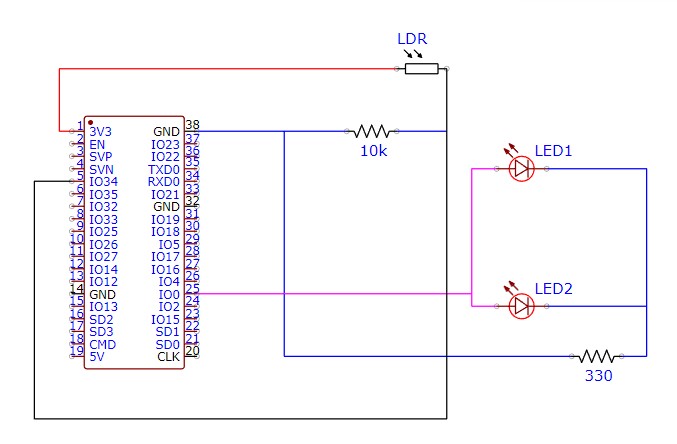 LDR
1 3V3 GND 38
2 EN IO23 37
3 SVP IO22 36
4 SVN TXD0 35
5 IO34 RXD0 34
6 IO35 IO21 33
7 IO32 GND 32
8 IO33 IO19 31
9 IO25 IO18 30
10 IO26 IO5 29
11 IO27 IO17 28
12 IO14 IO16 27
13 IO12 IO4 26
14 GND IO0 25
15 IO13 IO2 24
16 SD2 IO15 23
17 SD3 SD1 22
18 CMD SD0 21
19 5V CLK 20
10k
LED1
LED2
330